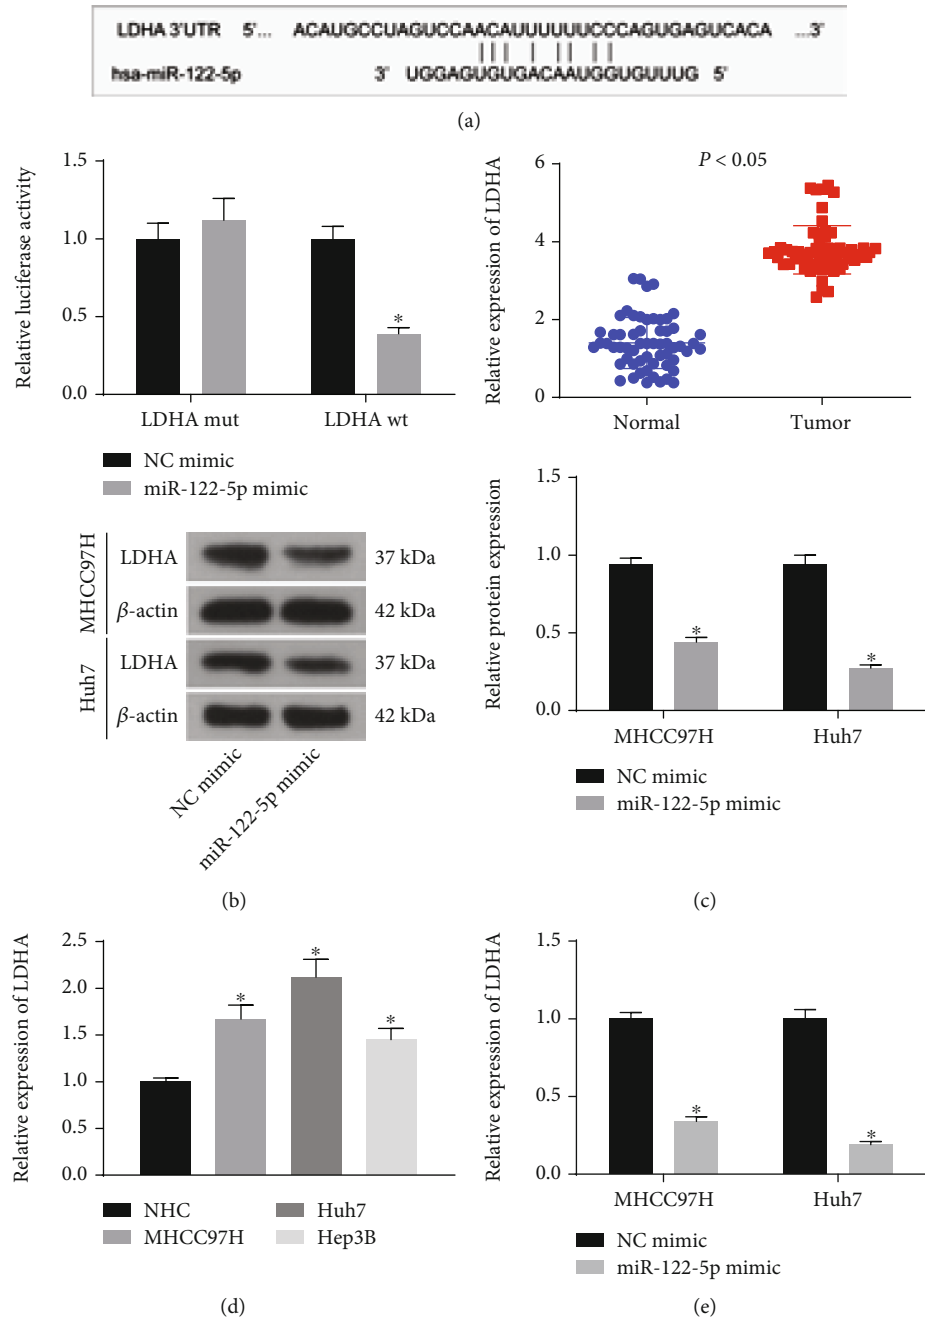 LDHA 3'UTR 5'... ACAUGCCUAGUCCAACAUUUUUUCCCAGUGAGUCACA ...3'
hsa-miR-122-5p 3' UGGAGUGUGACAAUGGUGUUUG 5'
(a)
Relative luciferase activity
1.5
1.0
0.5
0.0
*
LDHA mut LDHA wt
NC mimic
miR-122-5p mimic
Relative expression of LDHA
6
4
2
0
P < 0.05
Normal Tumor
MHCC97H
LDHA 37 kDa
β-actin 42 kDa
Huh7
LDHA 37 kDa
β-actin 42 kDa
NC mimic
miR-122-5p mimic
(b)
Relative protein expression
1.5
1.0
0.5
0.0
* *
MHCC97H Huh7
NC mimic
miR-122-5p mimic
(c)
Relative expression of LDHA
2.5
2.0
1.5
1.0
0.5
0.0
* * *
NHC Huh7
MHCC97H Hep3B
(d)
Relative expression of LDHA
1.5
1.0
0.5
0.0
* *
MHCC97H Huh7
NC mimic
miR-122-5p mimic
(e)